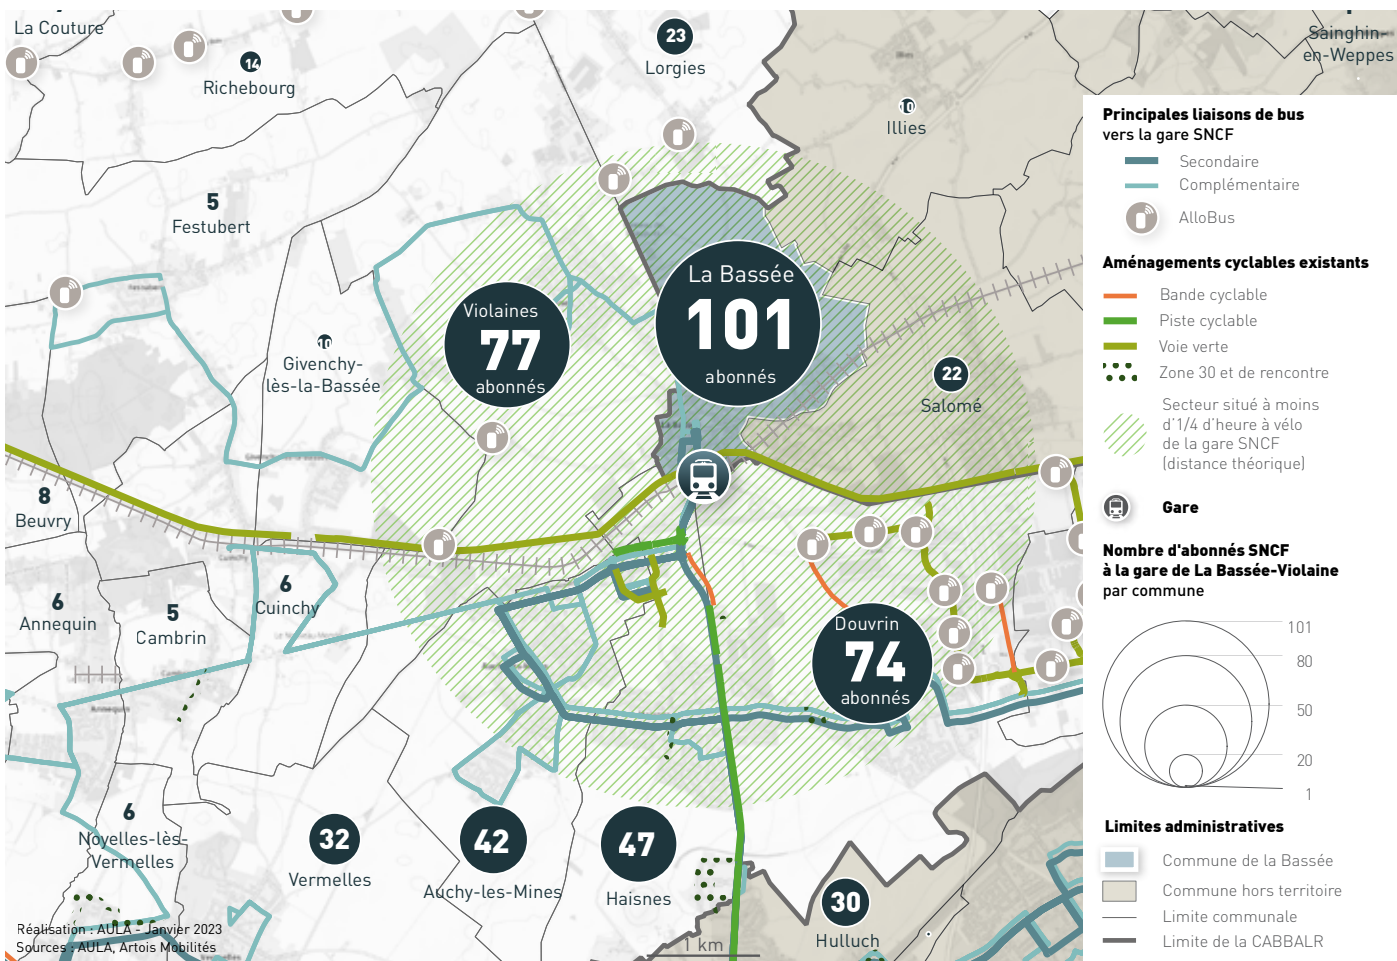 La Couture
14
Richebourg
23
Lorgies
10
Illies
Sainghin-
en-Weppes
5
Festubert
10
Givenchy-
lès-la-Bassée
Violaines
77
abonnés
La Bassée
101
abonnés
22
Salomé
8
Beuvry
6
Annequin
5
Cambrin
6
Cuinchy
Douvrin
74
abonnés
6
Noyelles-lès-
Vermelles
32
Vermelles
42
Auchy-les-Mines
47
Haisnes
30
Hulluch
1 km
Réalisation : AULA - Janvier 2023
Sources : AULA, Artois Mobilités
Principales liaisons de bus
vers la gare SNCF
Secondaire
Complémentaire
AlloBus
Aménagements cyclables existants
Bande cyclable
Piste cyclable
Voie verte
Zone 30 et de rencontre
Secteur situé à moins
d'1/4 d'heure à vélo
de la gare SNCF
(distance théorique)
Gare
Nombre d'abonnés SNCF
à la gare de La Bassée-Violaine
par commune
101
80
50
20
1
Limites administratives
Commune de la Bassée
Commune hors territoire
Limite communale
Limite de la CABBALR